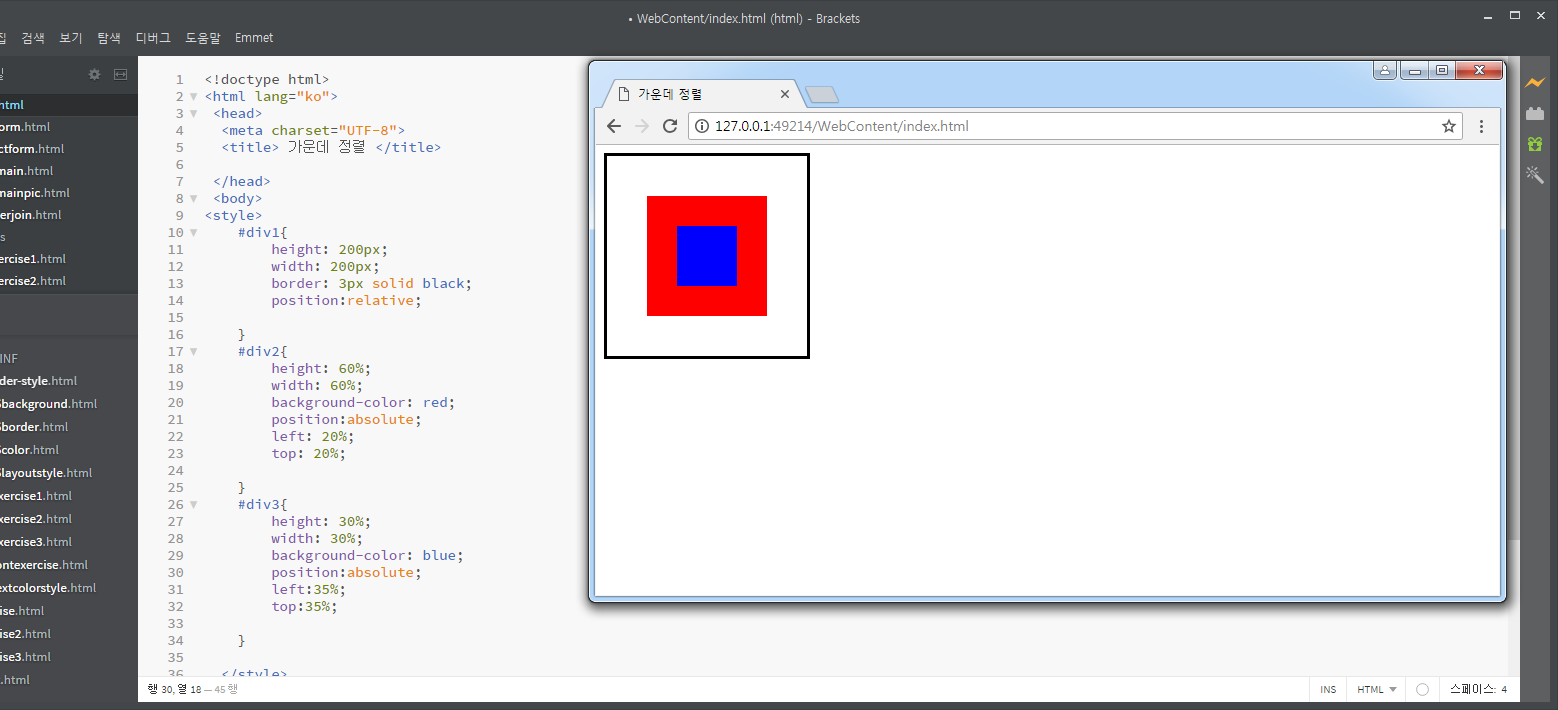 • WebContent/index.html (html) - Brackets
집 검색 보기 탐색 디버그 도움말 Emmet
html
orm.html
ctform.html
main.html
mainpic.html
erjoin.html
s
ercise1.html
ercise2.html
INF
der-style.html
background.html
border.html
color.html
layoutstyle.html
xercise1.html
xercise2.html
xercise3.html
ontexercise.html
extcolorstyle.html
ise.html
ise2.html
ise3.html
.html
1 <!doctype html>
2 <html lang="ko">
3 <head>
4 <meta charset="UTF-8">
5 <title> 가운데 정렬 </title>
6
7 </head>
8 <body>
9 <style>
10 #div1{
11 height: 200px;
12 width: 200px;
13 border: 3px solid black;
14 position:relative;
15
16 }
17 #div2{
18 height: 60%;
19 width: 60%;
20 background-color: red;
21 position:absolute;
22 left: 20%;
23 top: 20%;
24
25 }
26 #div3{
27 height: 30%;
28 width: 30%;
29 background-color: blue;
30 position:absolute;
31 left:35%;
32 top:35%;
33
34 }
35
36 </style>
가운데 정렬
127.0.0.1:49214/WebContent/index.html
행 30, 열 18 — 45 행
INS HTML 스페이스: 4